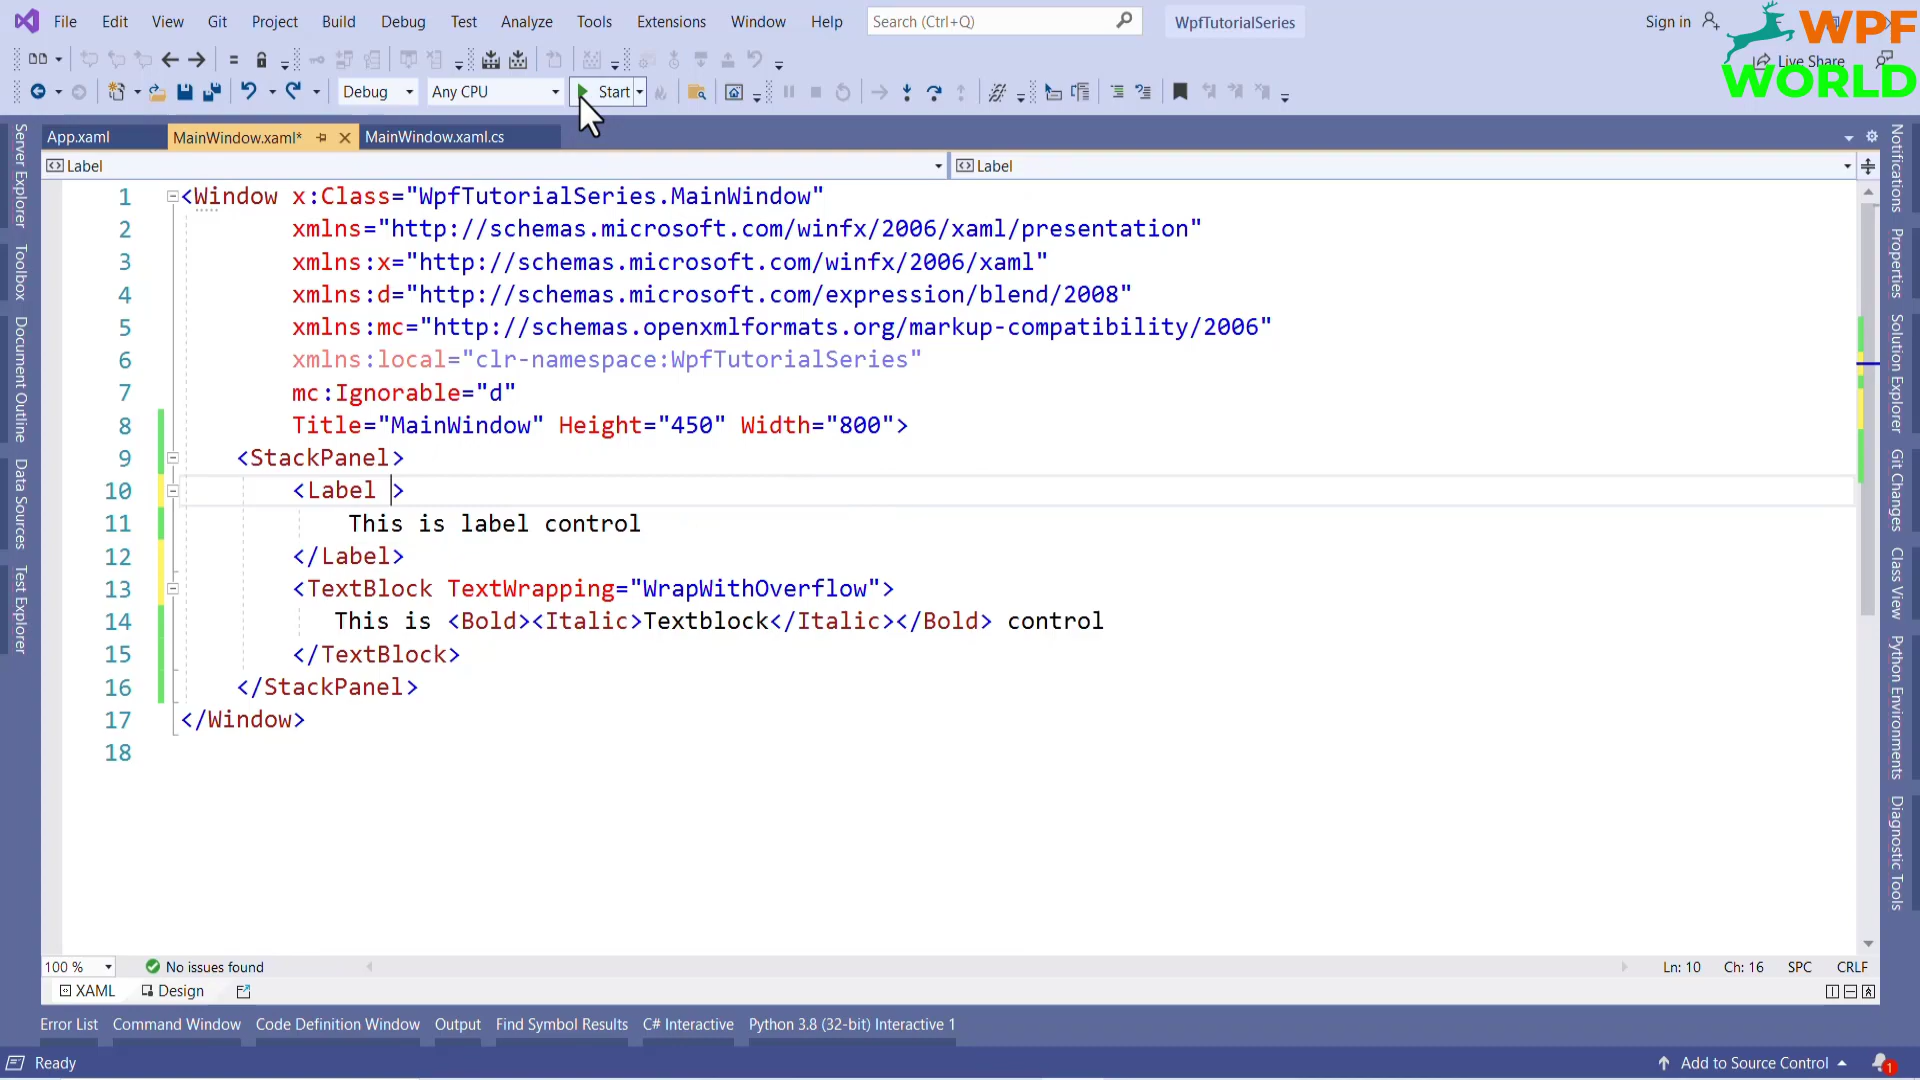 File Edit View Git Project Build Debug Test Analyze Tools Extensions Window Help Search (Ctrl+Q) WpfTutorialSeries Sign in
WPF
WORLD
Live Share
Debug Any CPU Start
App.xaml MainWindow.xaml* MainWindow.xaml.cs
Label Label
1 <Window x:Class="WpfTutorialSeries.MainWindow"
2 xmlns="http://schemas.microsoft.com/winfx/2006/xaml/presentation"
3 xmlns:x="http://schemas.microsoft.com/winfx/2006/xaml"
4 xmlns:d="http://schemas.microsoft.com/expression/blend/2008"
5 xmlns:mc="http://schemas.openxmlformats.org/markup-compatibility/2006"
6 xmlns:local="clr-namespace:WpfTutorialSeries"
7 mc:Ignorable="d"
8 Title="MainWindow" Height="450" Width="800">
9 <StackPanel>
10 <Label >
11 This is label control
12 </Label>
13 <TextBlock TextWrapping="WrapWithOverflow">
14 This is <Bold><Italic>Textblock</Italic></Bold> control
15 </TextBlock>
16 </StackPanel>
17 </Window>
18
Server Explorer
Toolbox
Document Outline
Data Sources
Test Explorer
Notifications
Properties
Solution Explorer
Git Changes
Class View
Python Environments
Diagnostic Tools
100 % No issues found Ln: 10 Ch: 16 SPC CRLF
XAML Design
Error List Command Window Code Definition Window Output Find Symbol Results C# Interactive Python 3.8 (32-bit) Interactive 1
Ready Add to Source Control 1